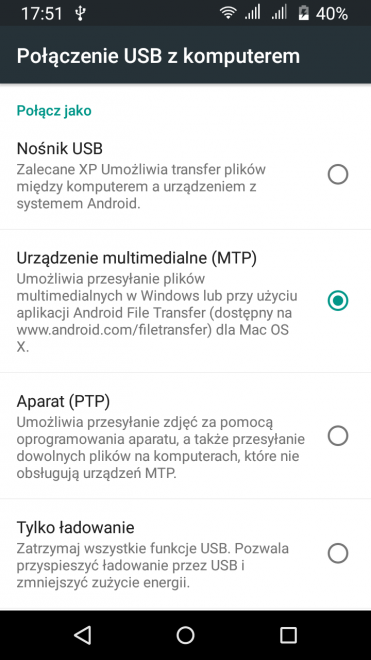 17:51 40%
Połączenie USB z komputerem
Połącz jako
Nośnik USB
Zalecane XP Umożliwia transfer plików
między komputerem a urządzeniem z
systemem Android.
Urządzenie multimedialne (MTP)
Umożliwia przesyłanie plików
multimedialnych w Windows lub przy użyciu
aplikacji Android File Transfer (dostępny na
www.android.com/filetransfer) dla Mac OS
X.
Aparat (PTP)
Umożliwia przesyłanie zdjęć za pomocą
oprogramowania aparatu, a także przesyłanie
dowolnych plików na komputerach, które nie
obsługują urządzeń MTP.
Tylko ładowanie
Zatrzymaj wszystkie funkcje USB. Pozwala
przyspieszyć ładowanie przez USB i
zmniejszyć zużycie energii.